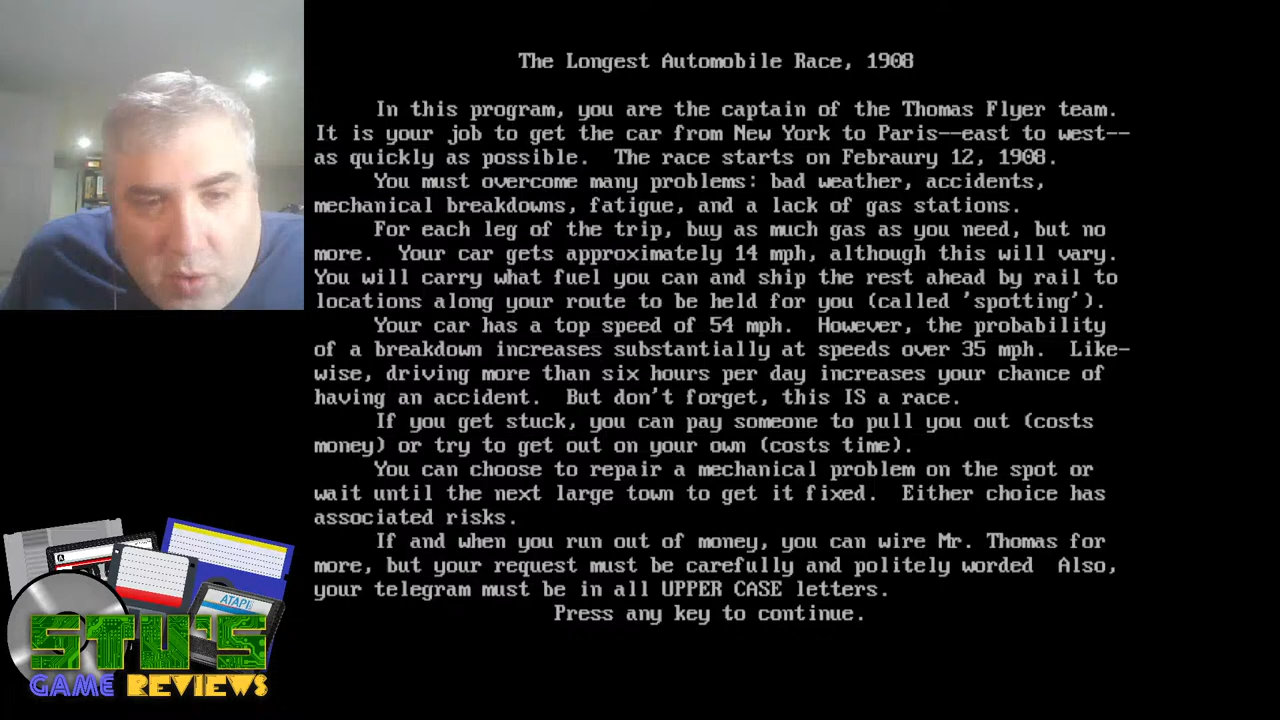 The Longest Automobile Race, 1908
In this program, you are the captain of the Thomas Flyer team.
It is your job to get the car from New York to Paris--east to west--
as quickly as possible.  The race starts on Febraury 12, 1908.
You must overcome many problems: bad weather, accidents,
mechanical breakdowns, fatigue, and a lack of gas stations.
For each leg of the trip, buy as much gas as you need, but no
more.  Your car gets approximately 14 mph, although this will vary.
You will carry what fuel you can and ship the rest ahead by rail to
locations along your route to be held for you (called 'spotting').
Your car has a top speed of 54 mph.  However, the probability
of a breakdown increases substantially at speeds over 35 mph.  Like-
wise, driving more than six hours per day increases your chance of
having an accident.  But don't forget, this IS a race.
If you get stuck, you can pay someone to pull you out (costs
money) or try to get out on your own (costs time).
You can choose to repair a mechanical problem on the spot or
wait until the next large town to get it fixed.  Either choice has
associated risks.
If and when you run out of money, you can wire Mr. Thomas for
more, but your request must be carefully and politely worded  Also,
your telegram must be in all UPPER CASE letters.
Press any key to continue.
ATARI
STU'S
GAME REVIEWS